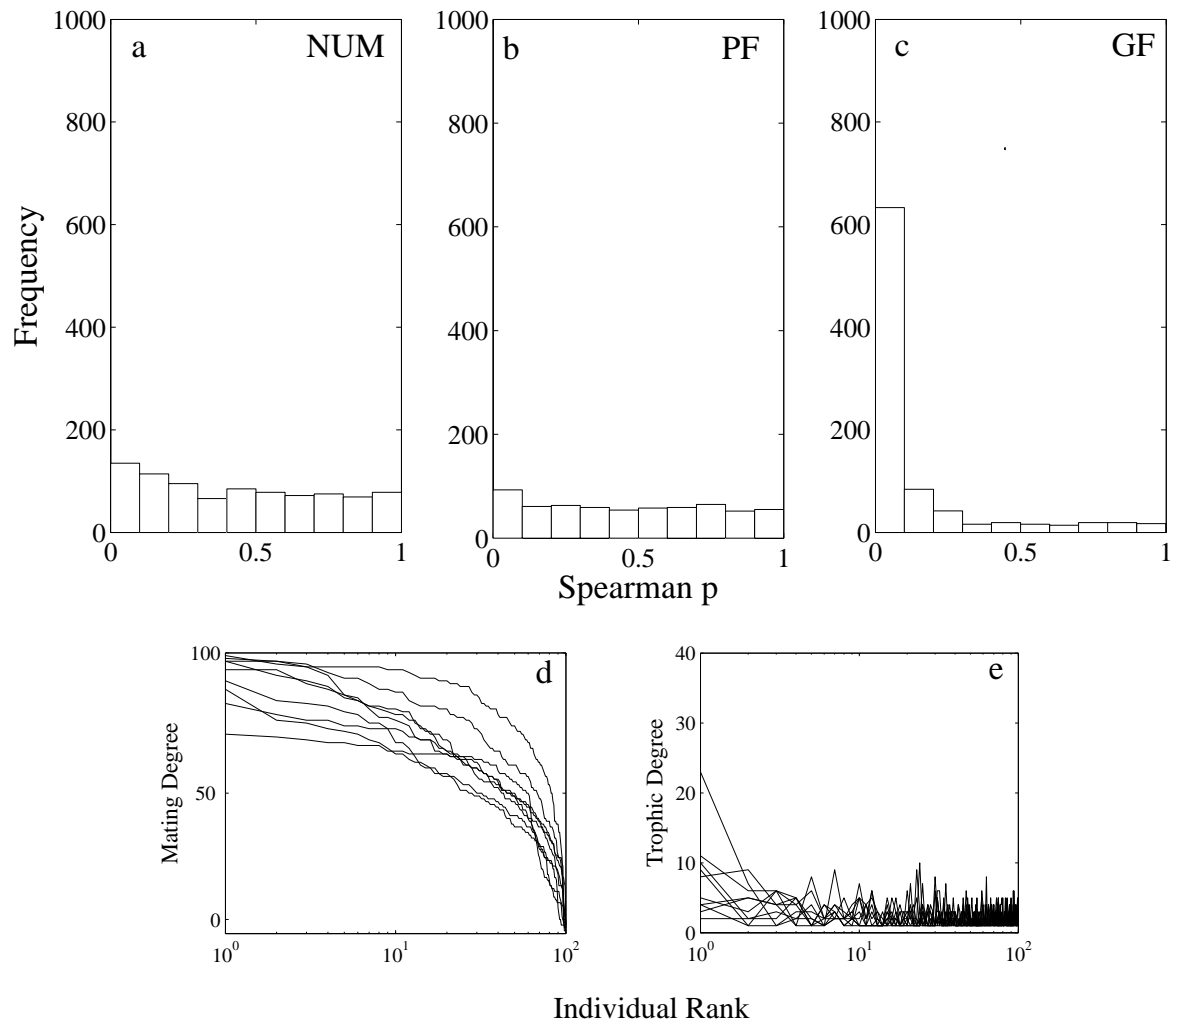 a NUM
b PF
c GF
1000
800
600
400
200
0
0 0.5 1
1000
800
600
400
200
0
0 0.5 1
1000
800
600
400
200
0
0 0.5 1
Frequency
Spearman p
d
100
50
0
10^0 10^1 10^2
Mating Degree
e
40
30
20
10
0
10^0 10^1 10^2
Trophic Degree
Individual Rank